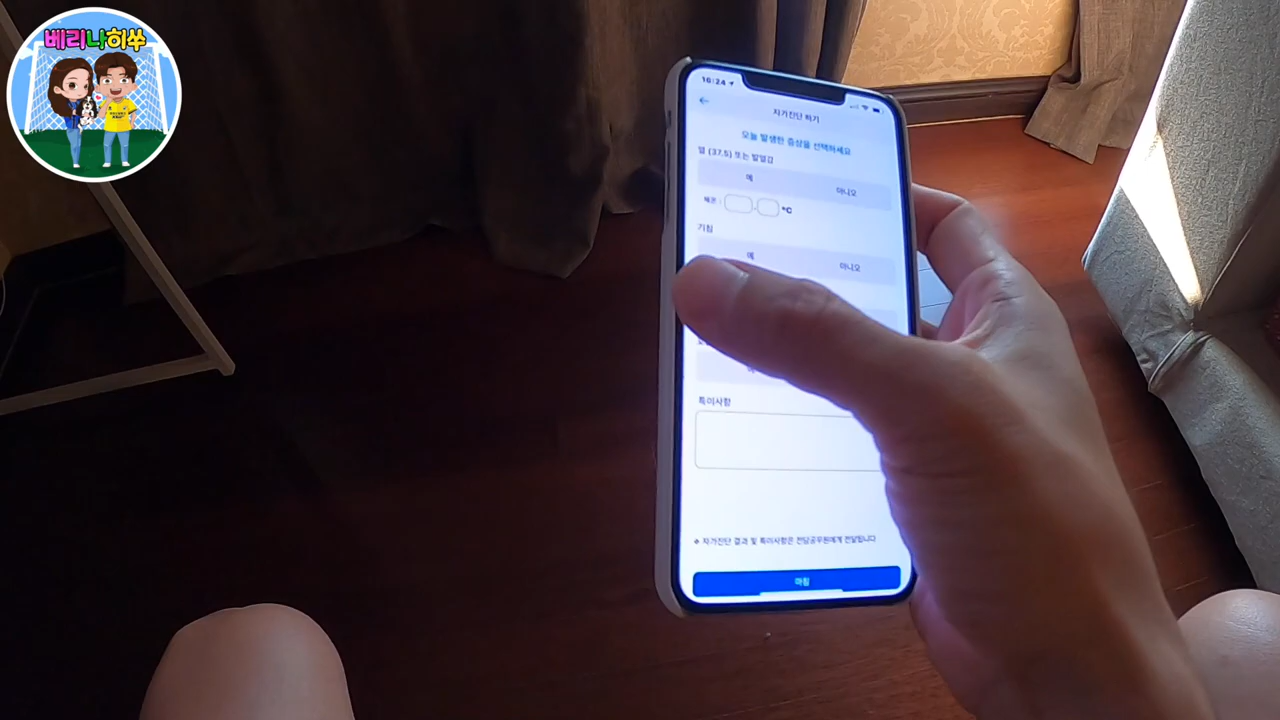 베리나히쑤
16:24
자가진단 하기
오늘 발생한 증상을 선택하세요
열 (37.5) 또는 발열감
예 아니오
체온 : . °C
기침
예 아니오
특이사항
※ 자가진단 결과 및 특이사항은 전담공무원에게 전달됩니다
마침